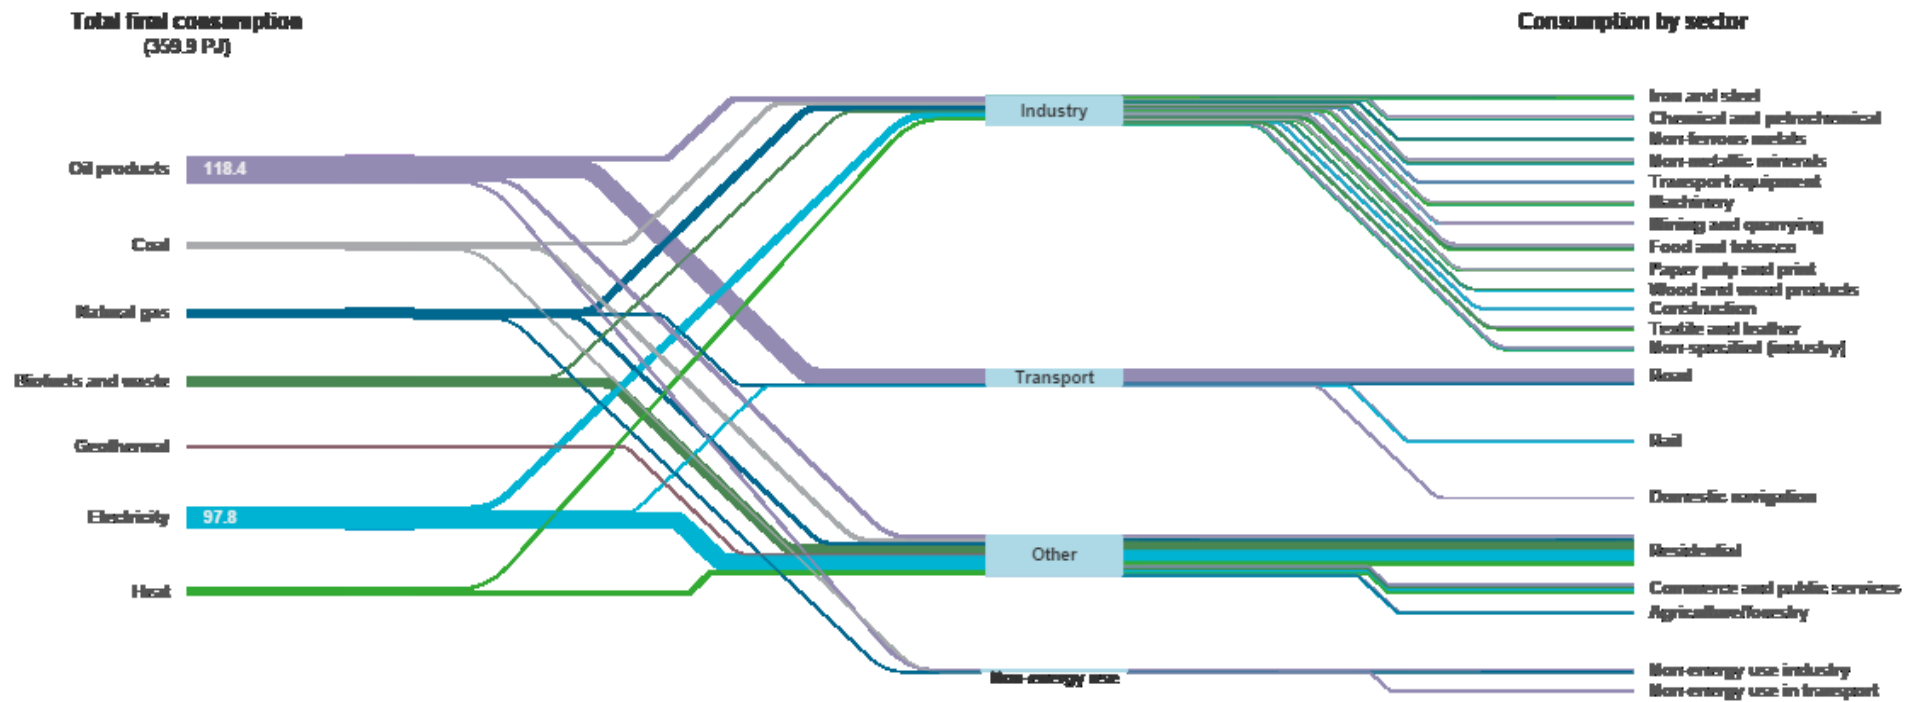 Total final consumption
(359.9 PJ)
Consumption by sector
Oil products
118.4
Coal
Natural gas
Biofuels and waste
Geothermal
Electricity
97.8
Heat
Industry
Transport
Other
Non-energy use
Iron and steel
Chemical and petrochemical
Non-ferrous metals
Non-metallic minerals
Transport equipment
Machinery
Mining and quarrying
Food and tobacco
Paper pulp and print
Wood and wood products
Construction
Textile and leather
Non-specified (industry)
Road
Rail
Domestic navigation
Residential
Commerce and public services
Agriculture/forestry
Non-energy use industry
Non-energy use in transport